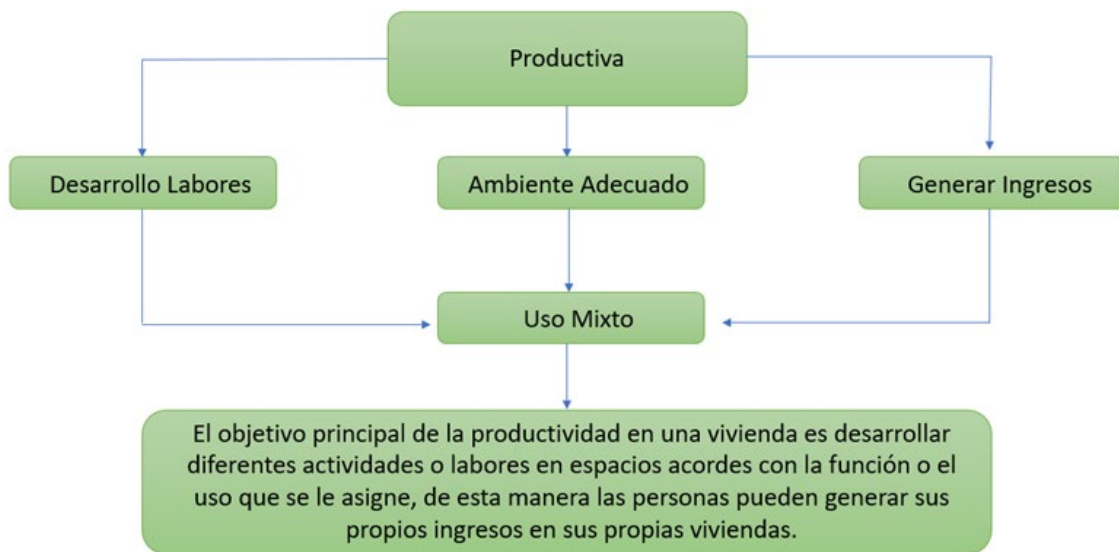 Productiva
Desarrollo Labores
Ambiente Adecuado
Generar Ingresos
Uso Mixto
El objetivo principal de la productividad en una vivienda es desarrollar
diferentes actividades o labores en espacios acordes con la función o el
uso que se le asigne, de esta manera las personas pueden generar sus
propios ingresos en sus propias viviendas.